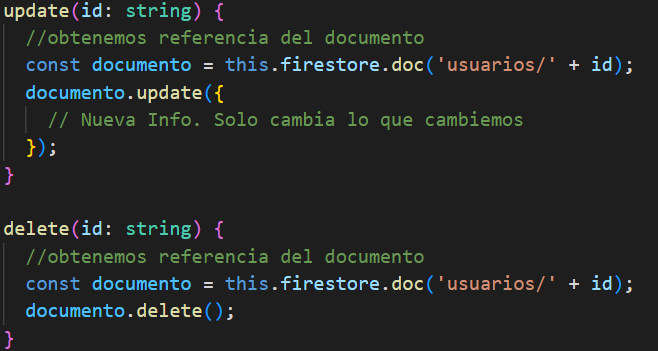 update(id: string) {
  //obtenemos referencia del documento
  const documento = this.firestore.doc('usuarios/' + id);
  documento.update({
    // Nueva Info. Solo cambia lo que cambiemos
  });
}

delete(id: string) {
  //obtenemos referencia del documento
  const documento = this.firestore.doc('usuarios/' + id);
  documento.delete();
}